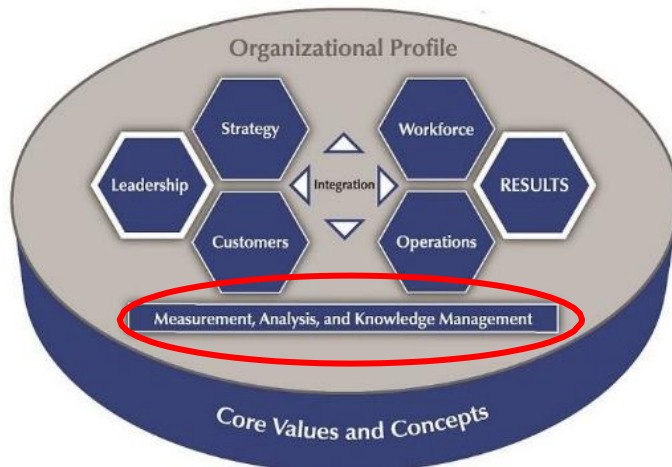 Organizational Profile
Strategy
Workforce
Leadership
Integration
RESULTS
Customers
Operations
Measurement, Analysis, and Knowledge Management
Core Values and Concepts